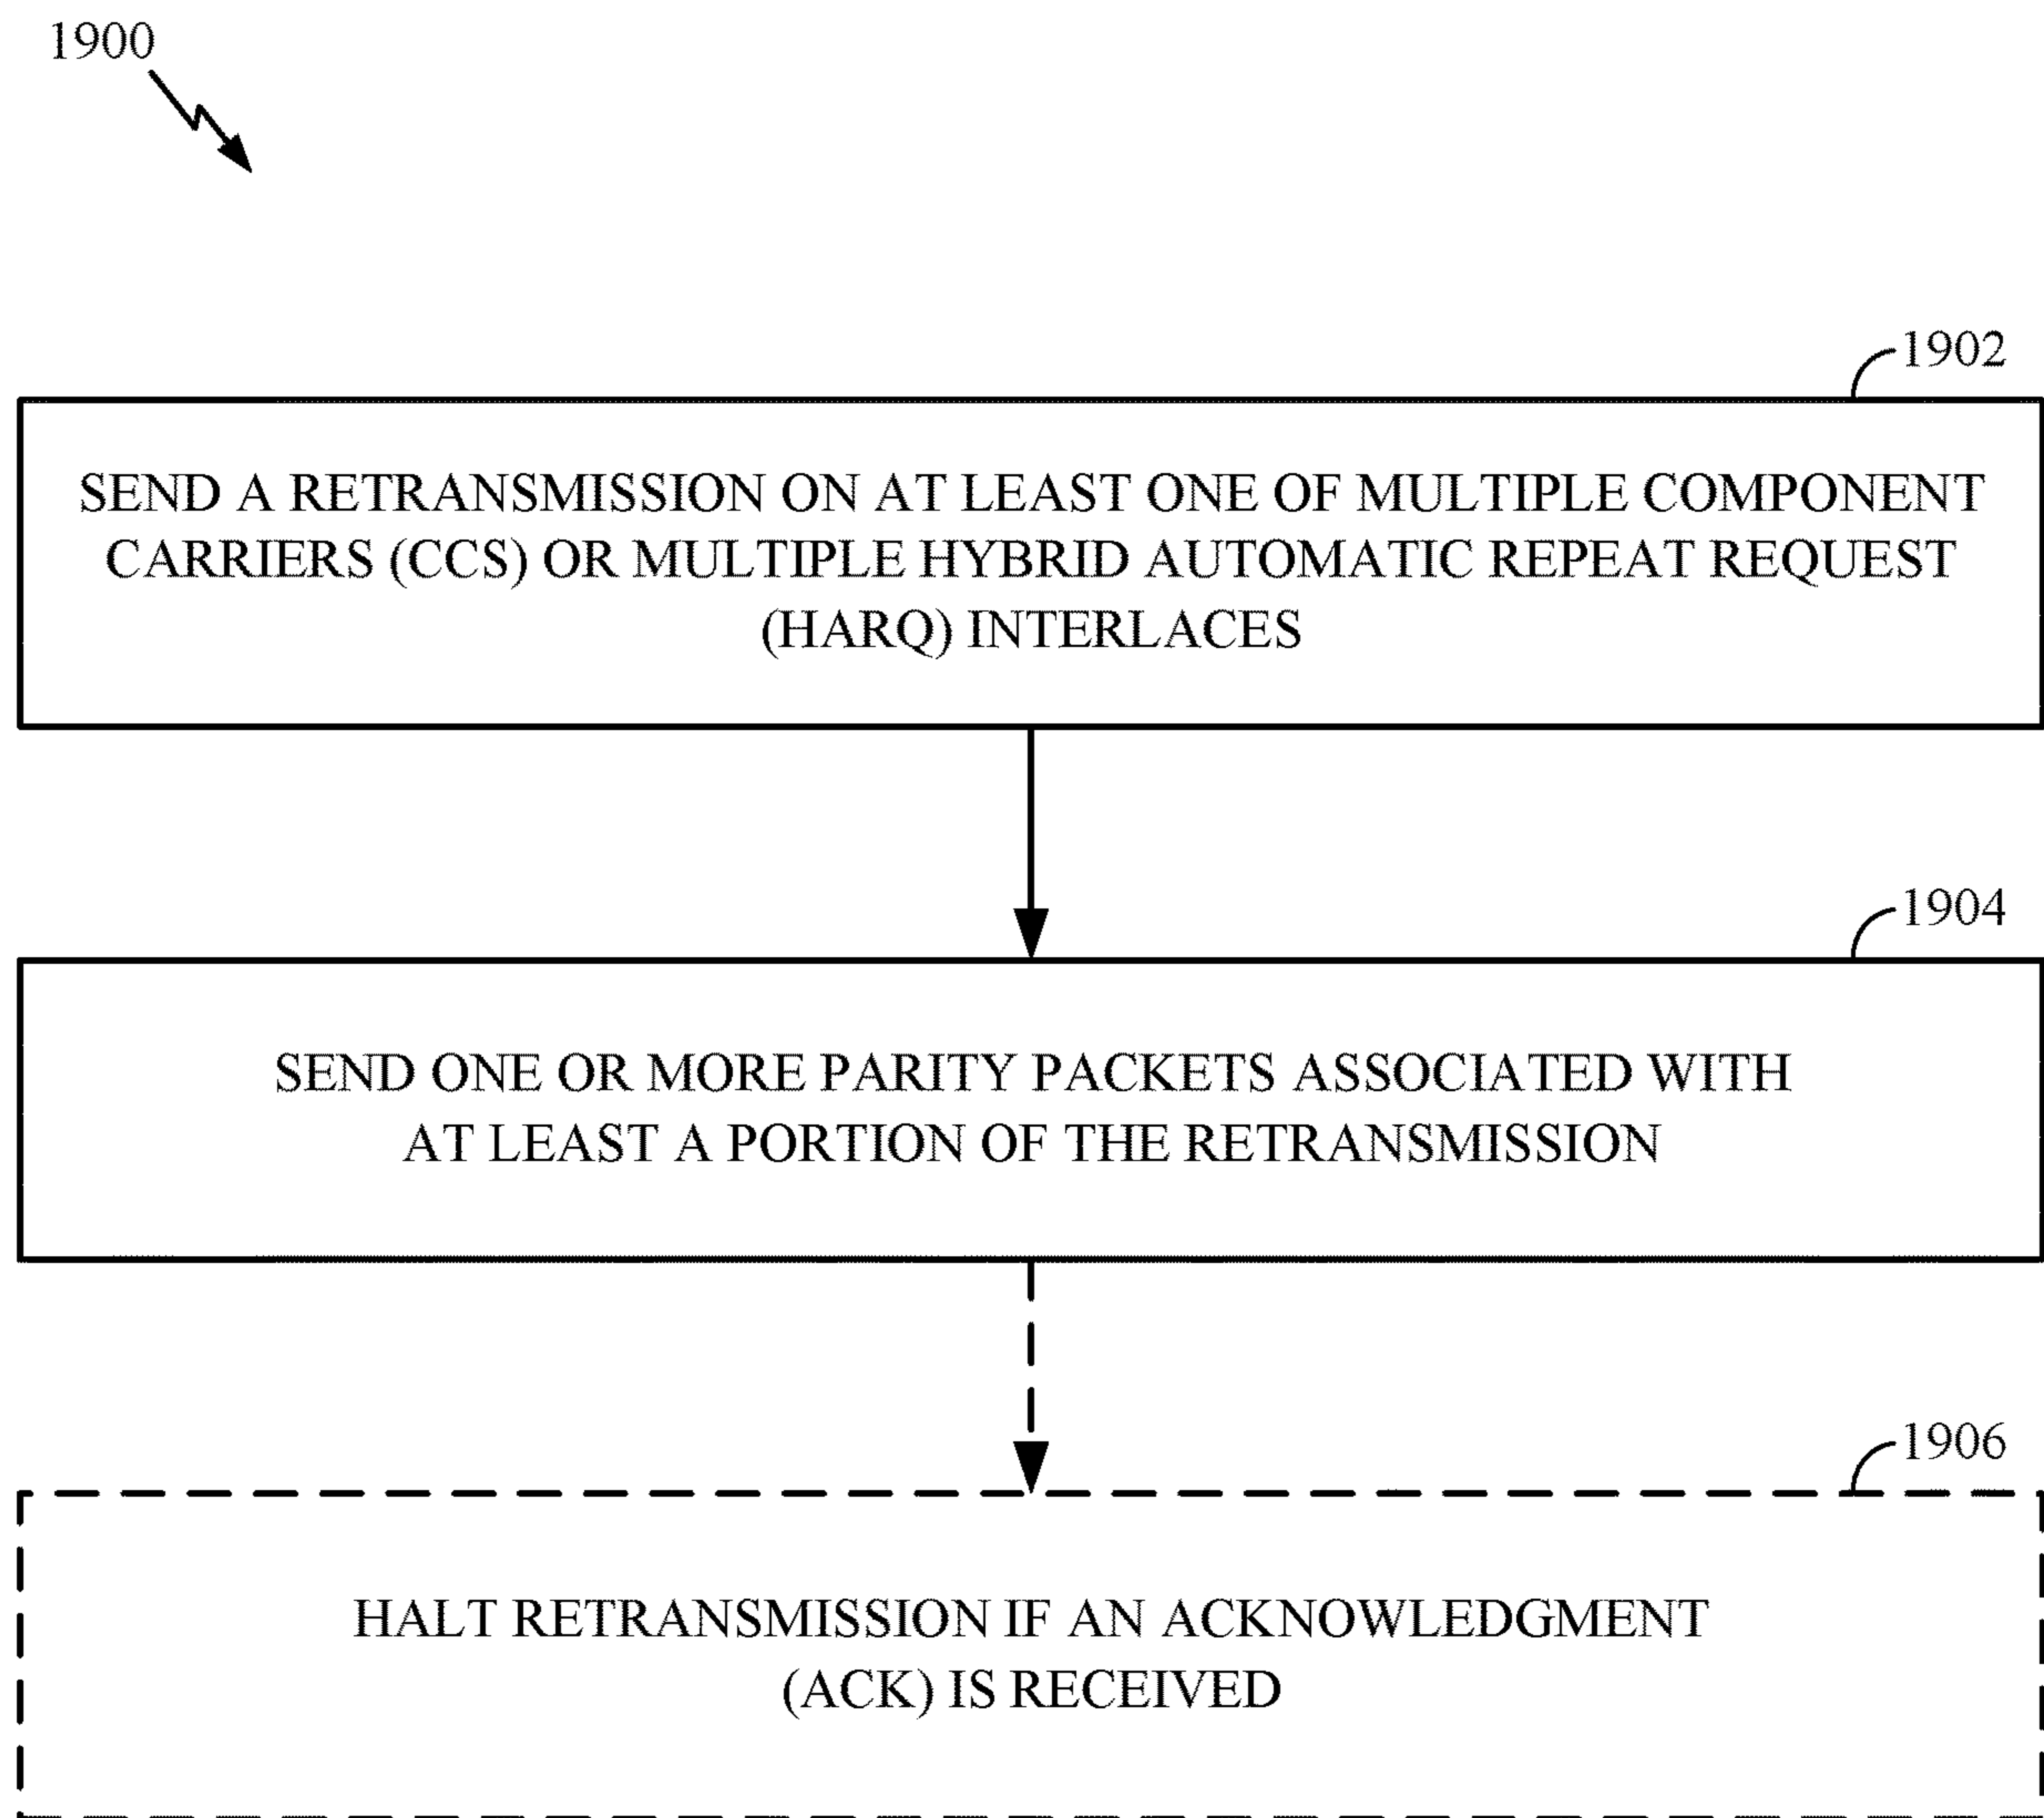 1900
1902
SEND A RETRANSMISSION ON AT LEAST ONE OF MULTIPLE COMPONENT
CARRIERS (CCS) OR MULTIPLE HYBRID AUTOMATIC REPEAT REQUEST
(HARQ) INTERLACES
1904
SEND ONE OR MORE PARITY PACKETS ASSOCIATED WITH
AT LEAST A PORTION OF THE RETRANSMISSION
1906
HALT RETRANSMISSION IF AN ACKNOWLEDGMENT
(ACK) IS RECEIVED